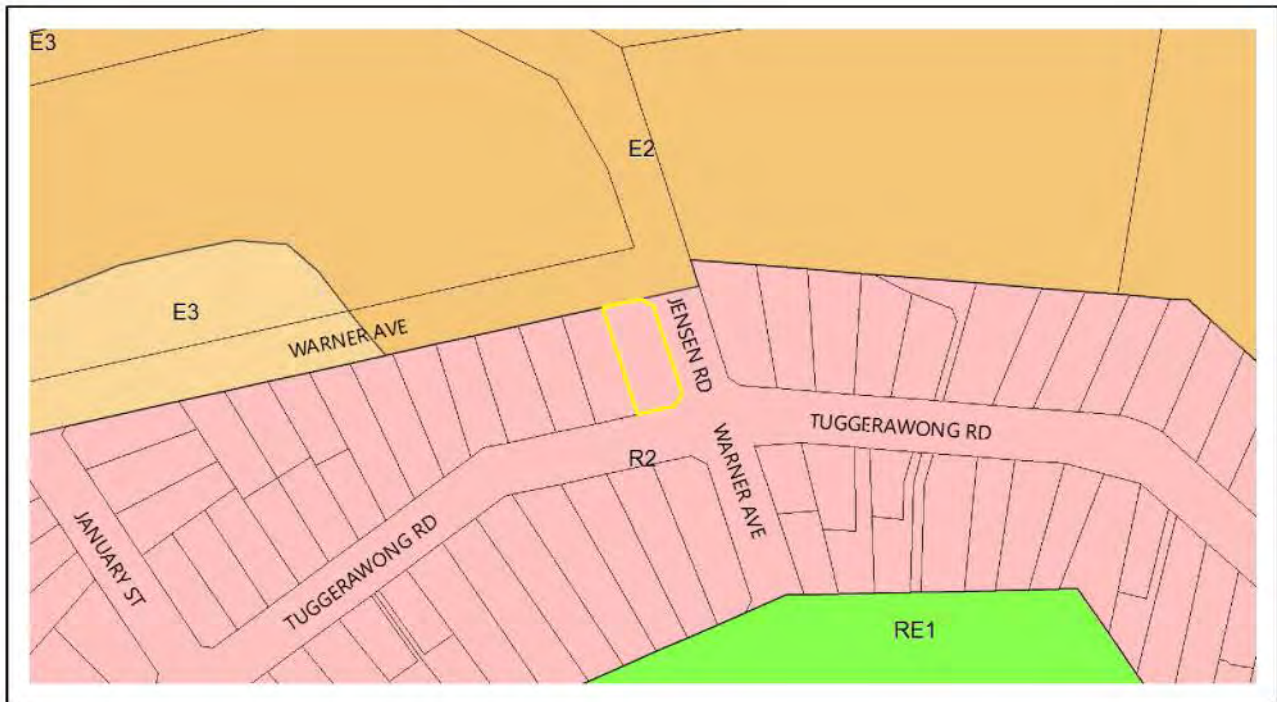 E3
E2
E3
WARNER AVE
JENSEN RD
TUGGERAWONG RD
R2
WARNER AVE
JANUARY ST
TUGGERAWONG RD
RE1